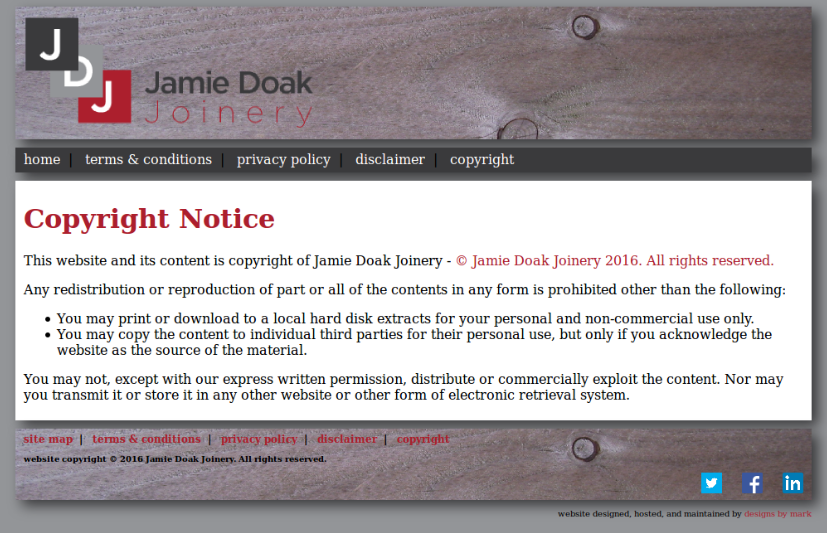 J
D
J
Jamie Doak
Joinery
home | terms & conditions | privacy policy | disclaimer | copyright
Copyright Notice
This website and its content is copyright of Jamie Doak Joinery - © Jamie Doak Joinery 2016. All rights reserved.
Any redistribution or reproduction of part or all of the contents in any form is prohibited other than the following:
• You may print or download to a local hard disk extracts for your personal and non-commercial use only.
• You may copy the content to individual third parties for their personal use, but only if you acknowledge the
website as the source of the material.
You may not, except with our express written permission, distribute or commercially exploit the content. Nor may
you transmit it or store it in any other website or other form of electronic retrieval system.
site map | terms & conditions | privacy policy | disclaimer | copyright
website copyright © 2016 Jamie Doak Joinery. All rights reserved.
f in
website designed, hosted, and maintained by designs by mark